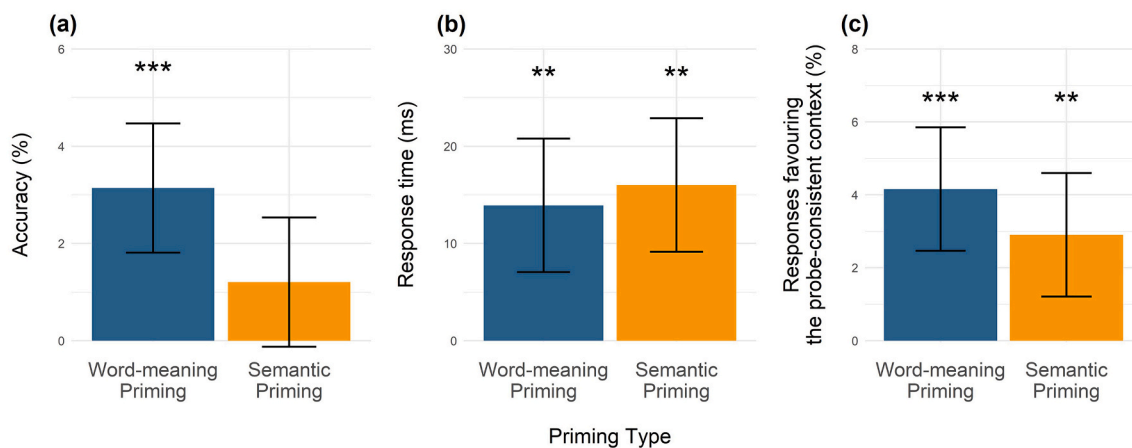 (a)
Accuracy (%)
6
4
2
0
***
Word-meaning
Priming
Semantic
Priming
(b)
Response time (ms)
30
20
10
0
**
**
Word-meaning
Priming
Semantic
Priming
(c)
Responses favouring
the probe-consistent context (%)
8
6
4
2
0
***
**
Word-meaning
Priming
Semantic
Priming
Priming Type